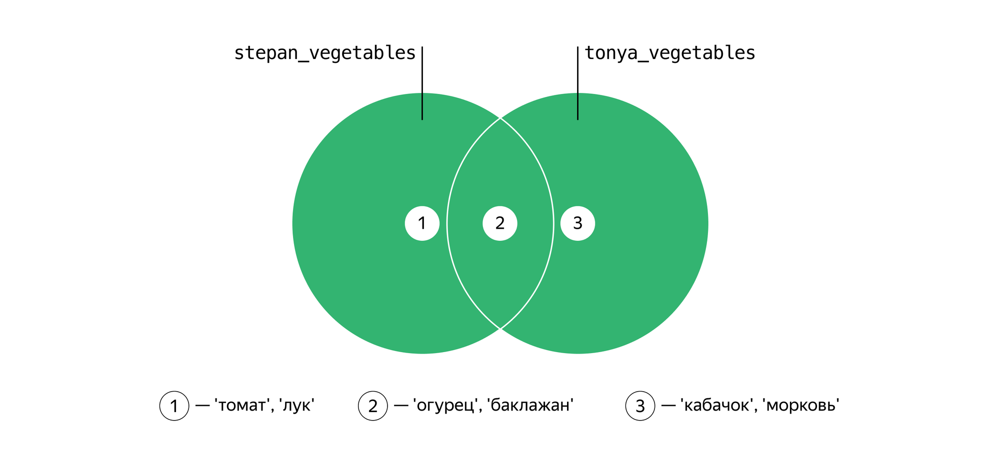 stepan_vegetables
tonya_vegetables
1
2
3
1 — 'томат', 'лук'
2 — 'огурец', 'баклажан'
3 — 'кабачок', 'морковь'